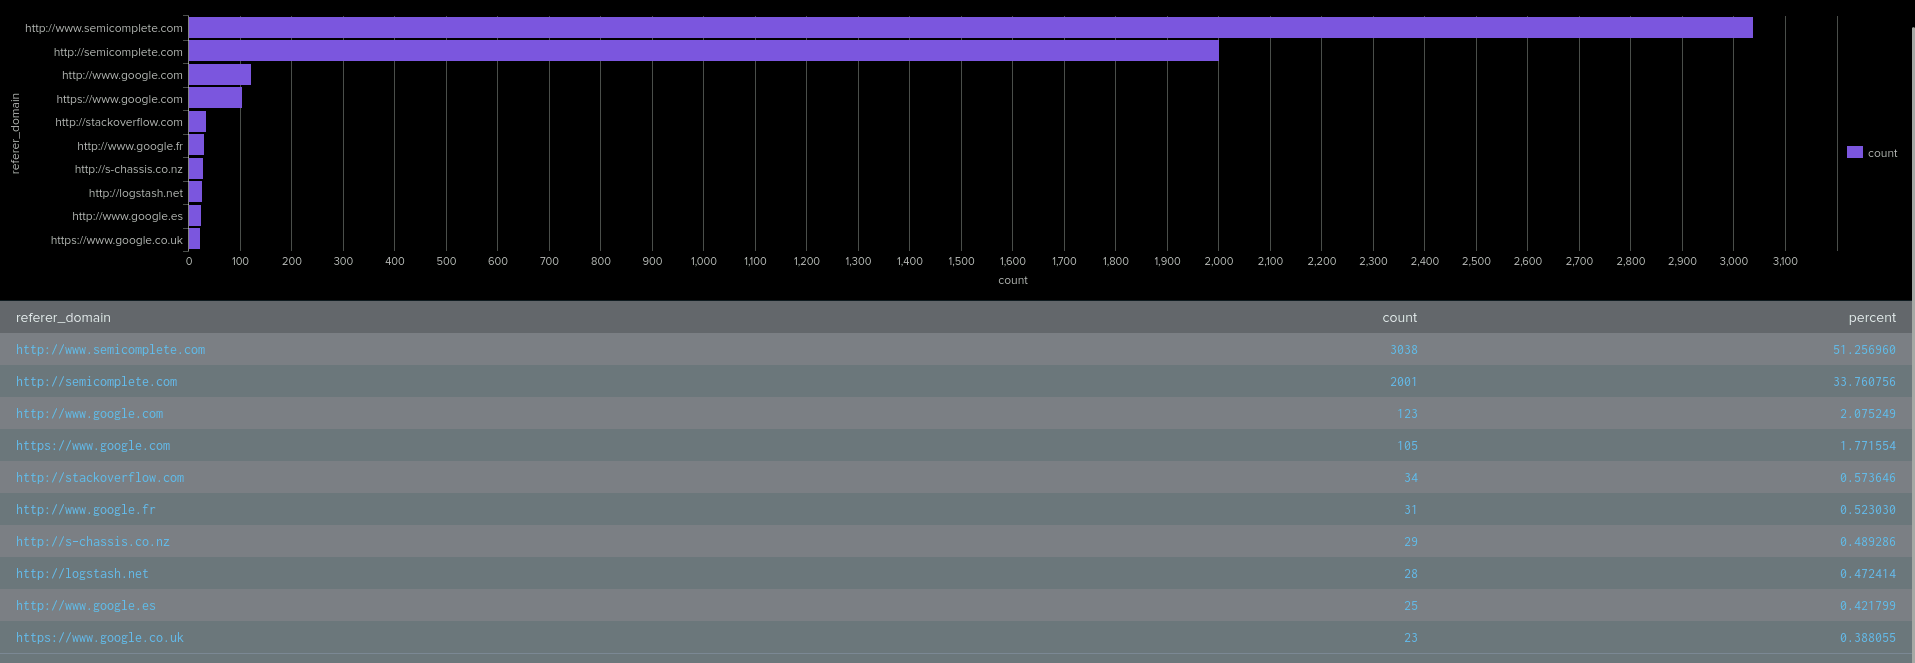 http://www.semicomplete.com
http://semicomplete.com
http://www.google.com
https://www.google.com
http://stackoverflow.com
http://www.google.fr
http://s-chassis.co.nz
http://logstash.net
http://www.google.es
https://www.google.co.uk
referer_domain
0 100 200 300 400 500 600 700 800 900 1,000 1,100 1,200 1,300 1,400 1,500 1,600 1,700 1,800 1,900 2,000 2,100 2,200 2,300 2,400 2,500 2,600 2,700 2,800 2,900 3,000 3,100
count
count
referer_domain count percent
http://www.semicomplete.com 3038 51.256960
http://semicomplete.com 2001 33.760756
http://www.google.com 123 2.075249
https://www.google.com 105 1.771554
http://stackoverflow.com 34 0.573646
http://www.google.fr 31 0.523030
http://s-chassis.co.nz 29 0.489286
http://logstash.net 28 0.472414
http://www.google.es 25 0.421799
https://www.google.co.uk 23 0.388055